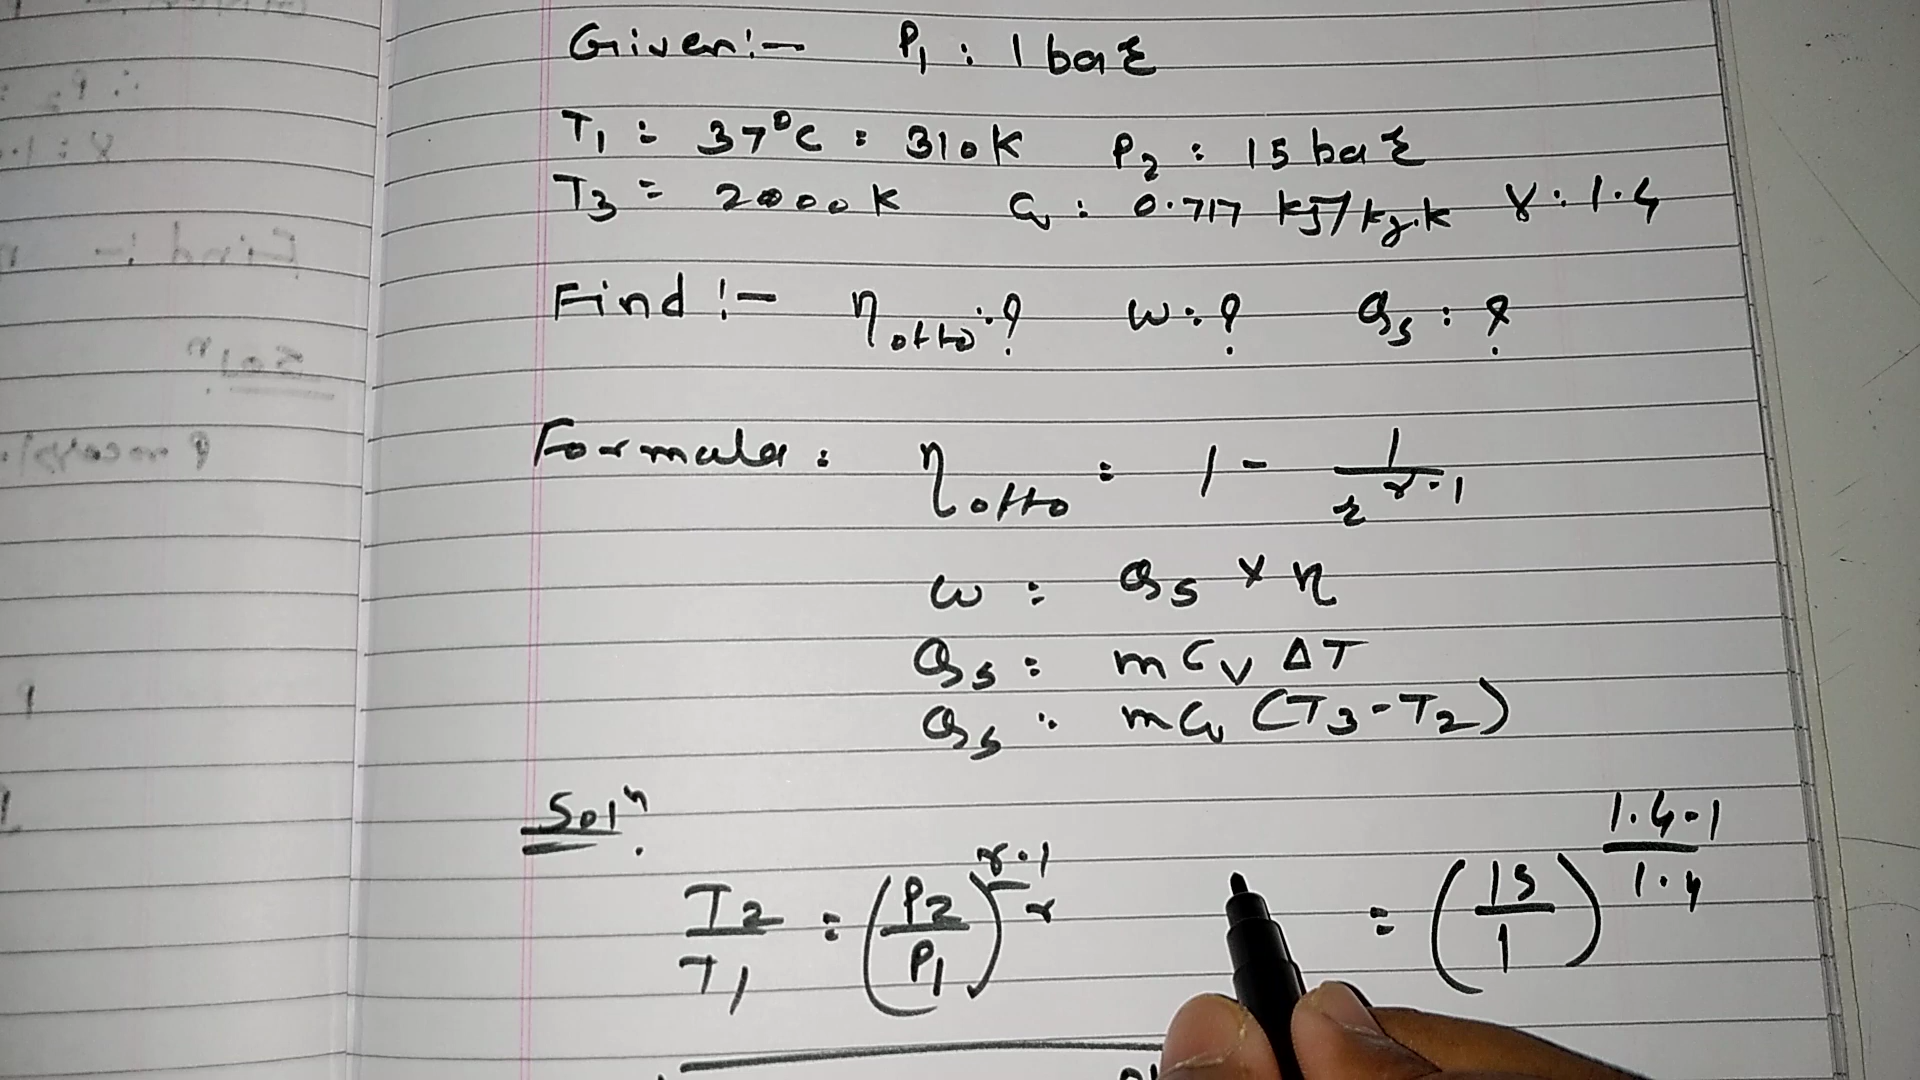 Given:- P₁ : 1 bar
T₁ : 37°C : 310K P₂ : 15 bar
T₃ = 2000K Cv : 0.717 kJ/kg.k γ : 1.4
Find :- η otto : ? W : ? Qs : ?
Formula : η otto : 1 - 1/r^(γ-1)
W : Qs × η
Qs : mCv ΔT
Qs : mCv (T₃-T₂)
Solⁿ.
T₂/T₁ : (P₂/P₁)^((γ-1)/γ) = (15/1)^((1.4-1)/1.4)